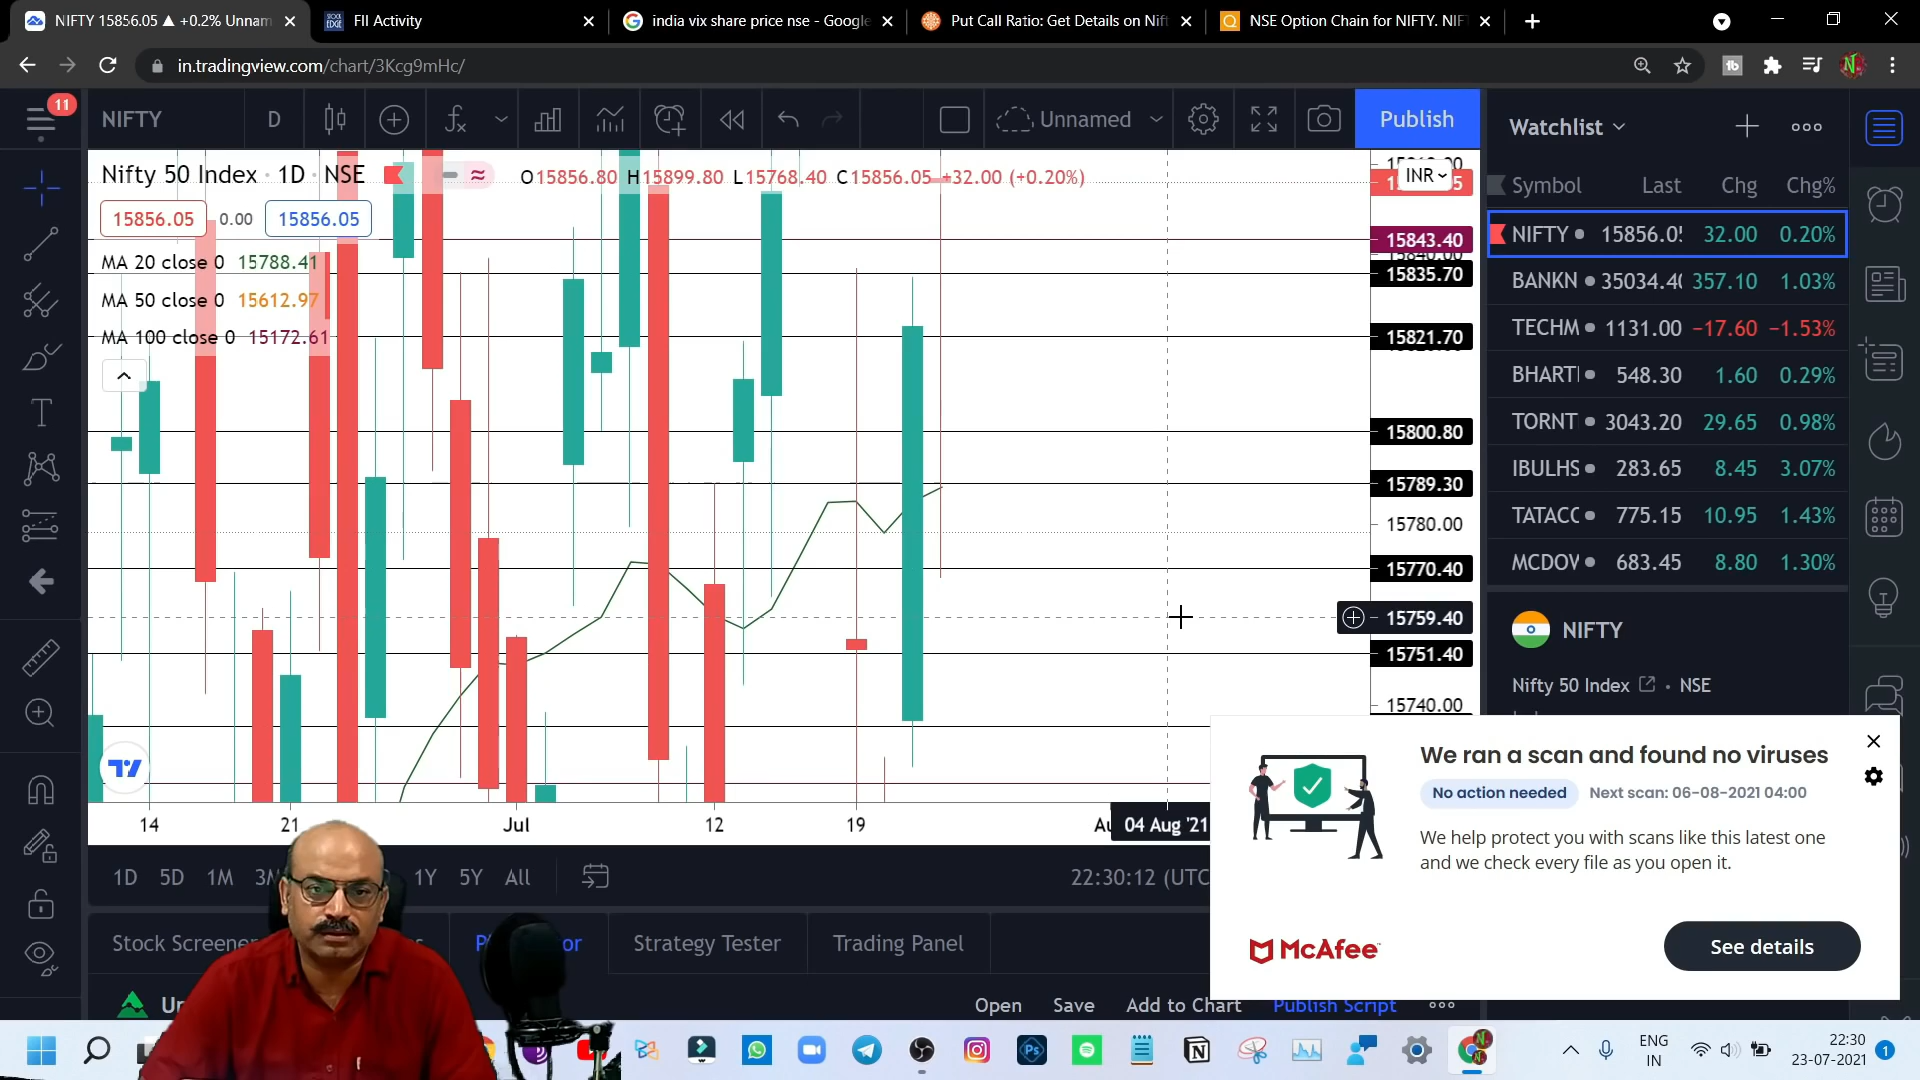 NIFTY 15856.05 ▲ +0.2% Unnam
FII Activity
india vix share price nse - Google
Put Call Ratio: Get Details on Nift
NSE Option Chain for NIFTY. NIF
in.tradingview.com/chart/3Kcg9mHc/
11
NIFTY
D
Unnamed
Publish
Watchlist
Nifty 50 Index · 1D · NSE
O15856.80 H15899.80 L15768.40 C15856.05 +32.00 (+0.20%)
INR
15856.05
0.00
15856.05
MA 20 close 0 15788.41
MA 50 close 0 15612.97
MA 100 close 0 15172.61
15843.40
15835.70
15821.70
15800.80
15789.30
15780.00
15770.40
15759.40
15751.40
15740.00
Symbol Last Chg Chg%
NIFTY 15856.05 32.00 0.20%
BANKN 35034.40 357.10 1.03%
TECHM 1131.00 −17.60 −1.53%
BHARTI 548.30 1.60 0.29%
TORNT 3043.20 29.65 0.98%
IBULHS 283.65 8.45 3.07%
TATACO 775.15 10.95 1.43%
MCDOW 683.45 8.80 1.30%
NIFTY
Nifty 50 Index · NSE
14 21 Jul 12 19 Au 04 Aug '21
1D 5D 1M 3M 1Y 5Y All
22:30:12 (UTC
Stock Screener
Strategy Tester
Trading Panel
Open Save Add to Chart Publish Script
We ran a scan and found no viruses
No action needed
Next scan: 06-08-2021 04:00
We help protect you with scans like this latest one
and we check every file as you open it.
McAfee
See details
ENG
IN
22:30
23-07-2021
1